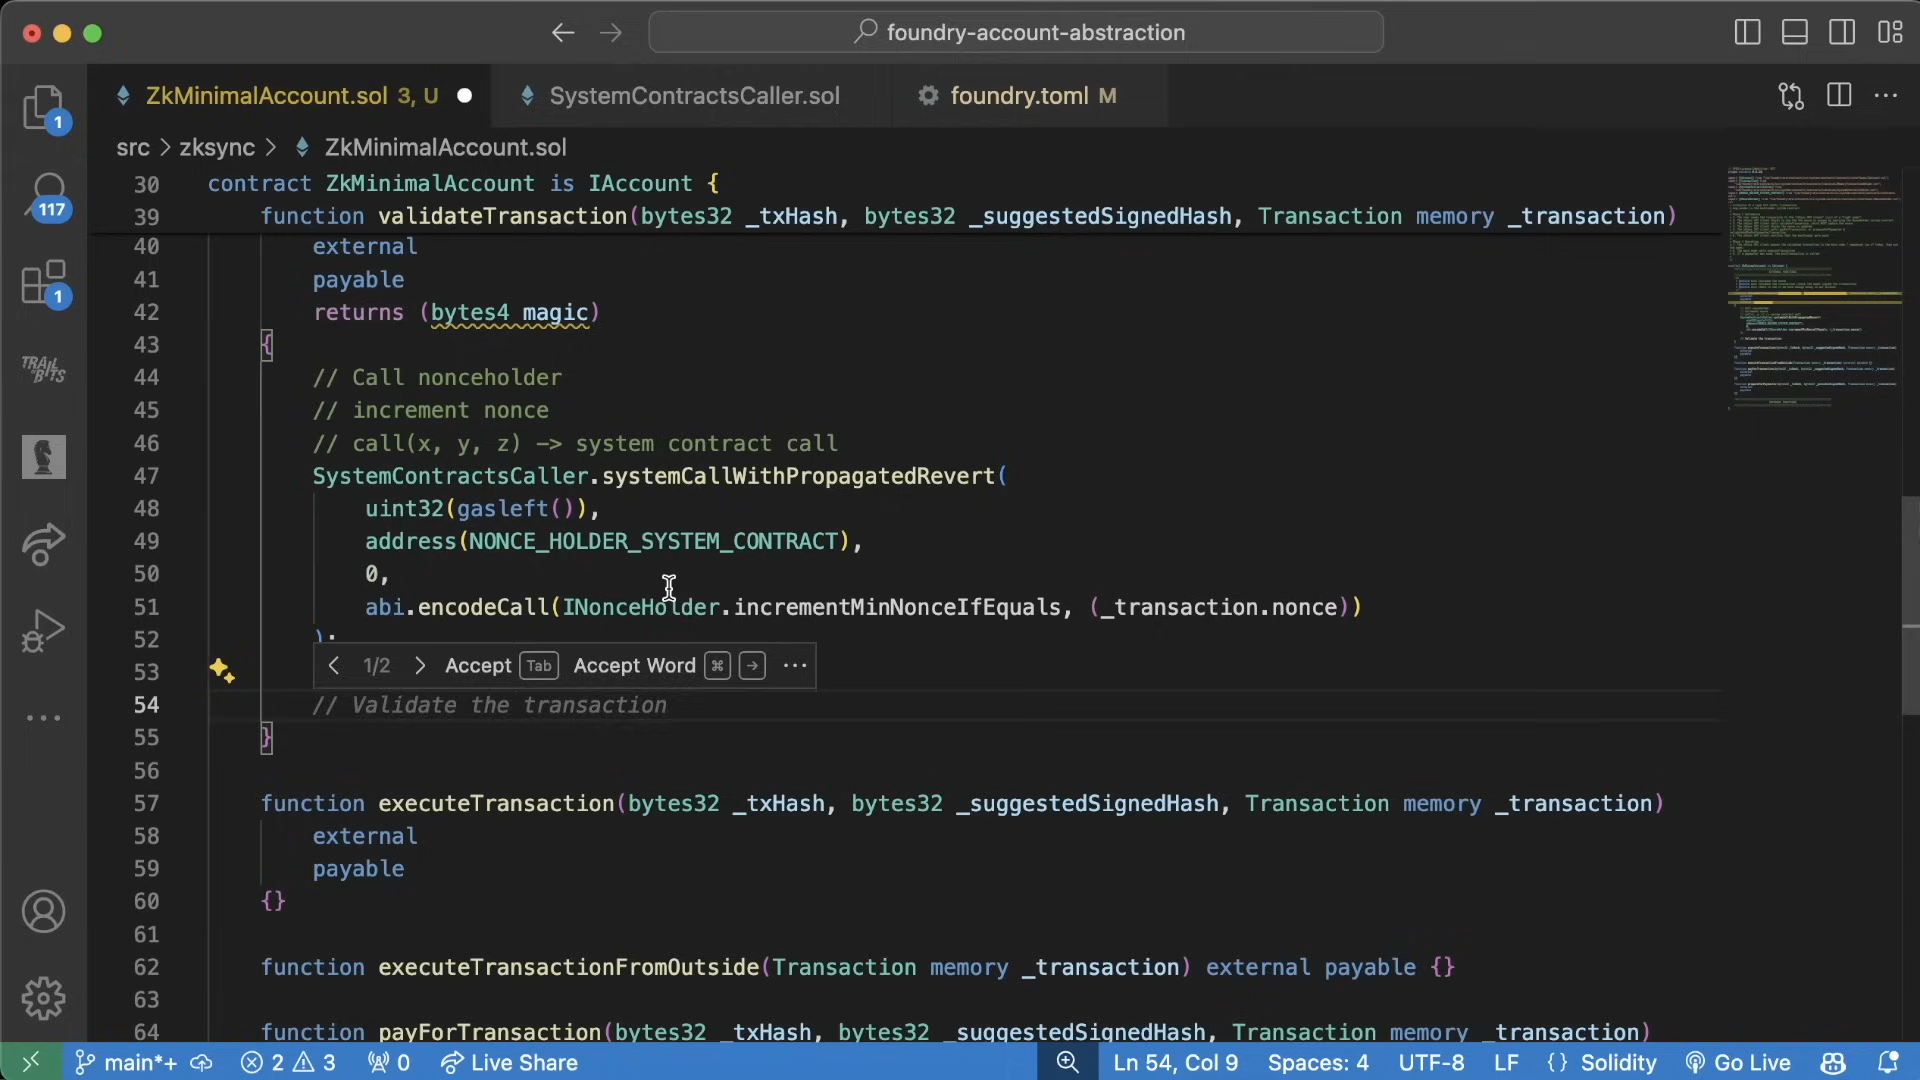 foundry-account-abstraction
ZkMinimalAccount.sol 3, U
SystemContractsCaller.sol
foundry.toml M
src > zksync > ZkMinimalAccount.sol
30 contract ZkMinimalAccount is IAccount {
39 function validateTransaction(bytes32 _txHash, bytes32 _suggestedSignedHash, Transaction memory _transaction)
40 external
41 payable
42 returns (bytes4 magic)
43 {
44 // Call nonceholder
45 // increment nonce
46 // call(x, y, z) -> system contract call
47 SystemContractsCaller.systemCallWithPropagatedRevert(
48 uint32(gasleft()),
49 address(NONCE_HOLDER_SYSTEM_CONTRACT),
50 0,
51 abi.encodeCall(INonceHolder.incrementMinNonceIfEquals, (_transaction.nonce))
52 );
53 < 1/2 > Accept Tab Accept Word ⌘ → ...
54 // Validate the transaction
55 }
56
57 function executeTransaction(bytes32 _txHash, bytes32 _suggestedSignedHash, Transaction memory _transaction)
58 external
59 payable
60 {}
61
62 function executeTransactionFromOutside(Transaction memory _transaction) external payable {}
63
64 function payForTransaction(bytes32 _txHash, bytes32 _suggestedSignedHash, Transaction memory _transaction)
1
117
1
TRAIL OF BITS
main*+ 2 3 0 Live Share Ln 54, Col 9 Spaces: 4 UTF-8 LF {} Solidity Go Live